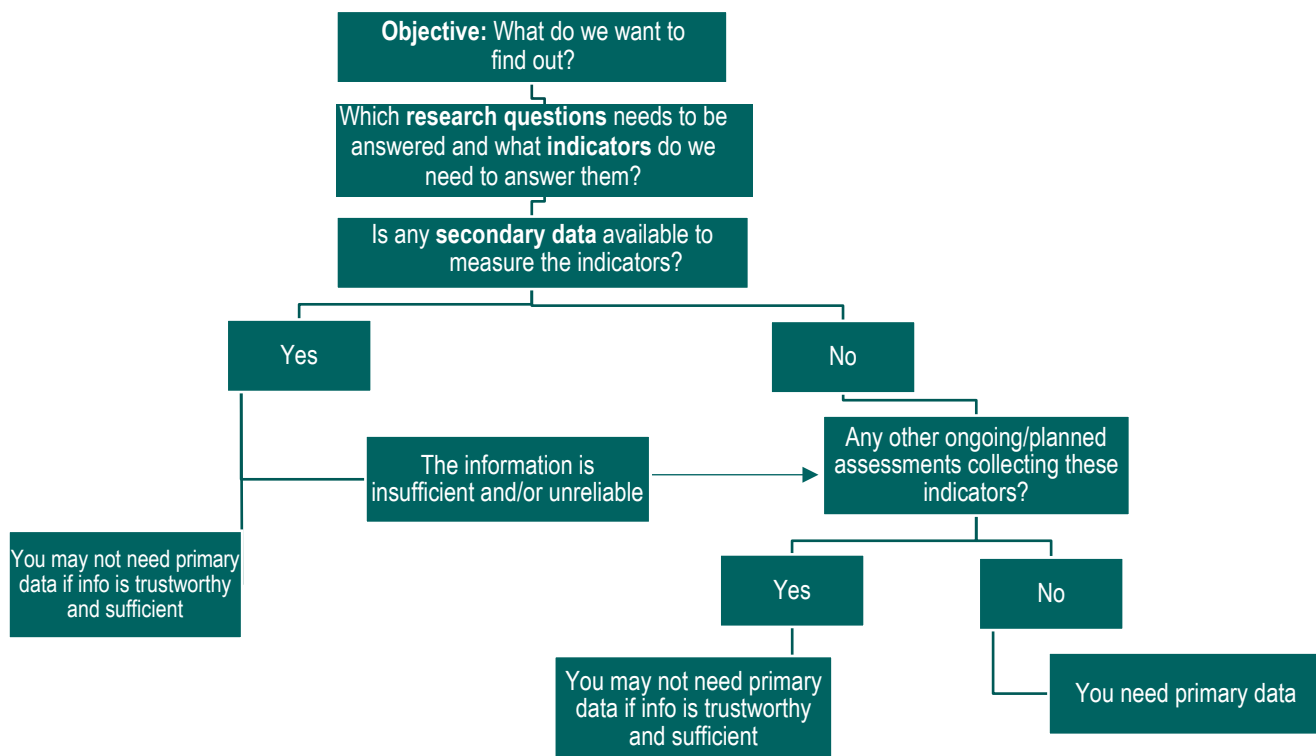 Objective: What do we want to
find out?
Which research questions needs to be
answered and what indicators do we
need to answer them?
Is any secondary data available to
measure the indicators?
Yes
No
The information is
insufficient and/or unreliable
Any other ongoing/planned
assessments collecting these
indicators?
You may not need primary
data if info is trustworthy
and sufficient
Yes
No
You may not need primary
data if info is trustworthy
and sufficient
You need primary data